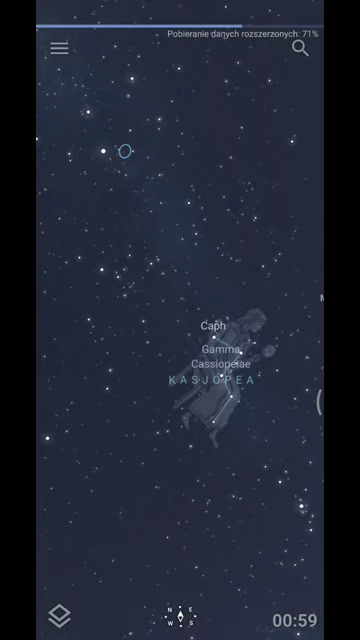 Pobieranie danych rozszerzonych: 71%
Caph
Gamma
Cassiopeiae
KASJOPEA
N E
W S
00:59